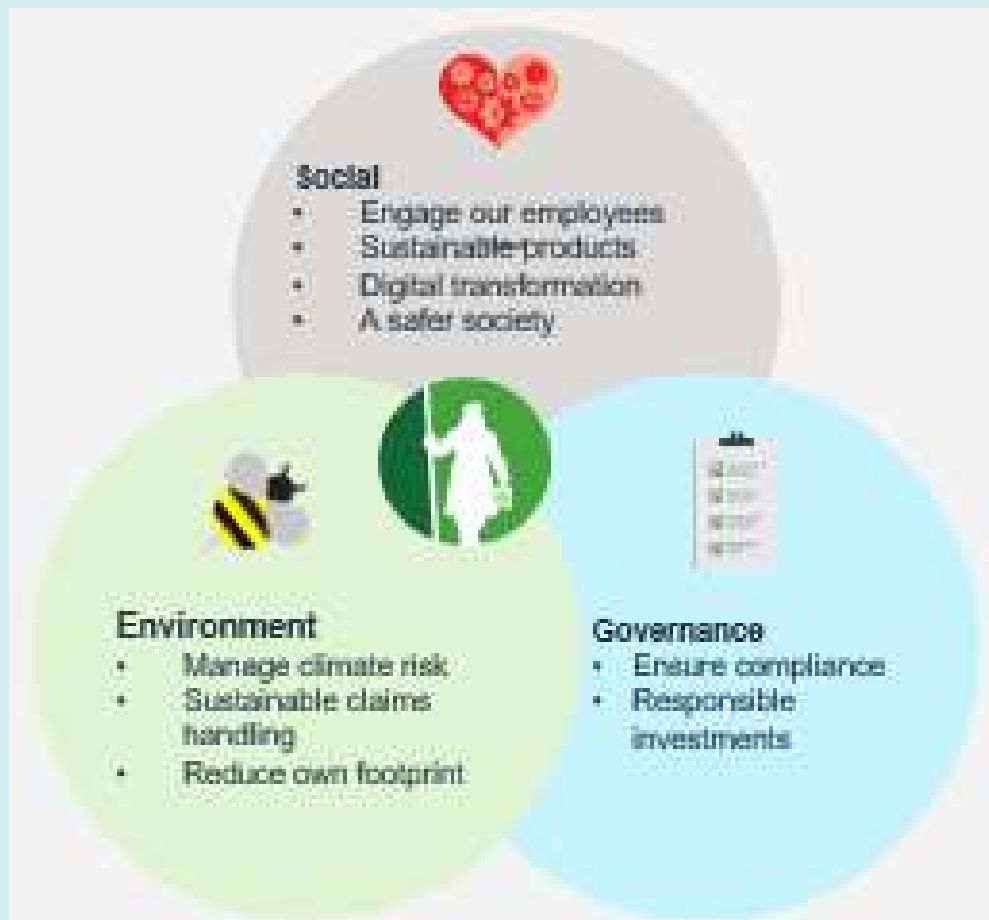 Social
• Engage our employees
• Sustainable products
• Digital transformation
• A safer society
Environment
• Manage climate risk
• Sustainable claims
handling
• Reduce own footprint
Governance
• Ensure compliance
• Responsible
investments